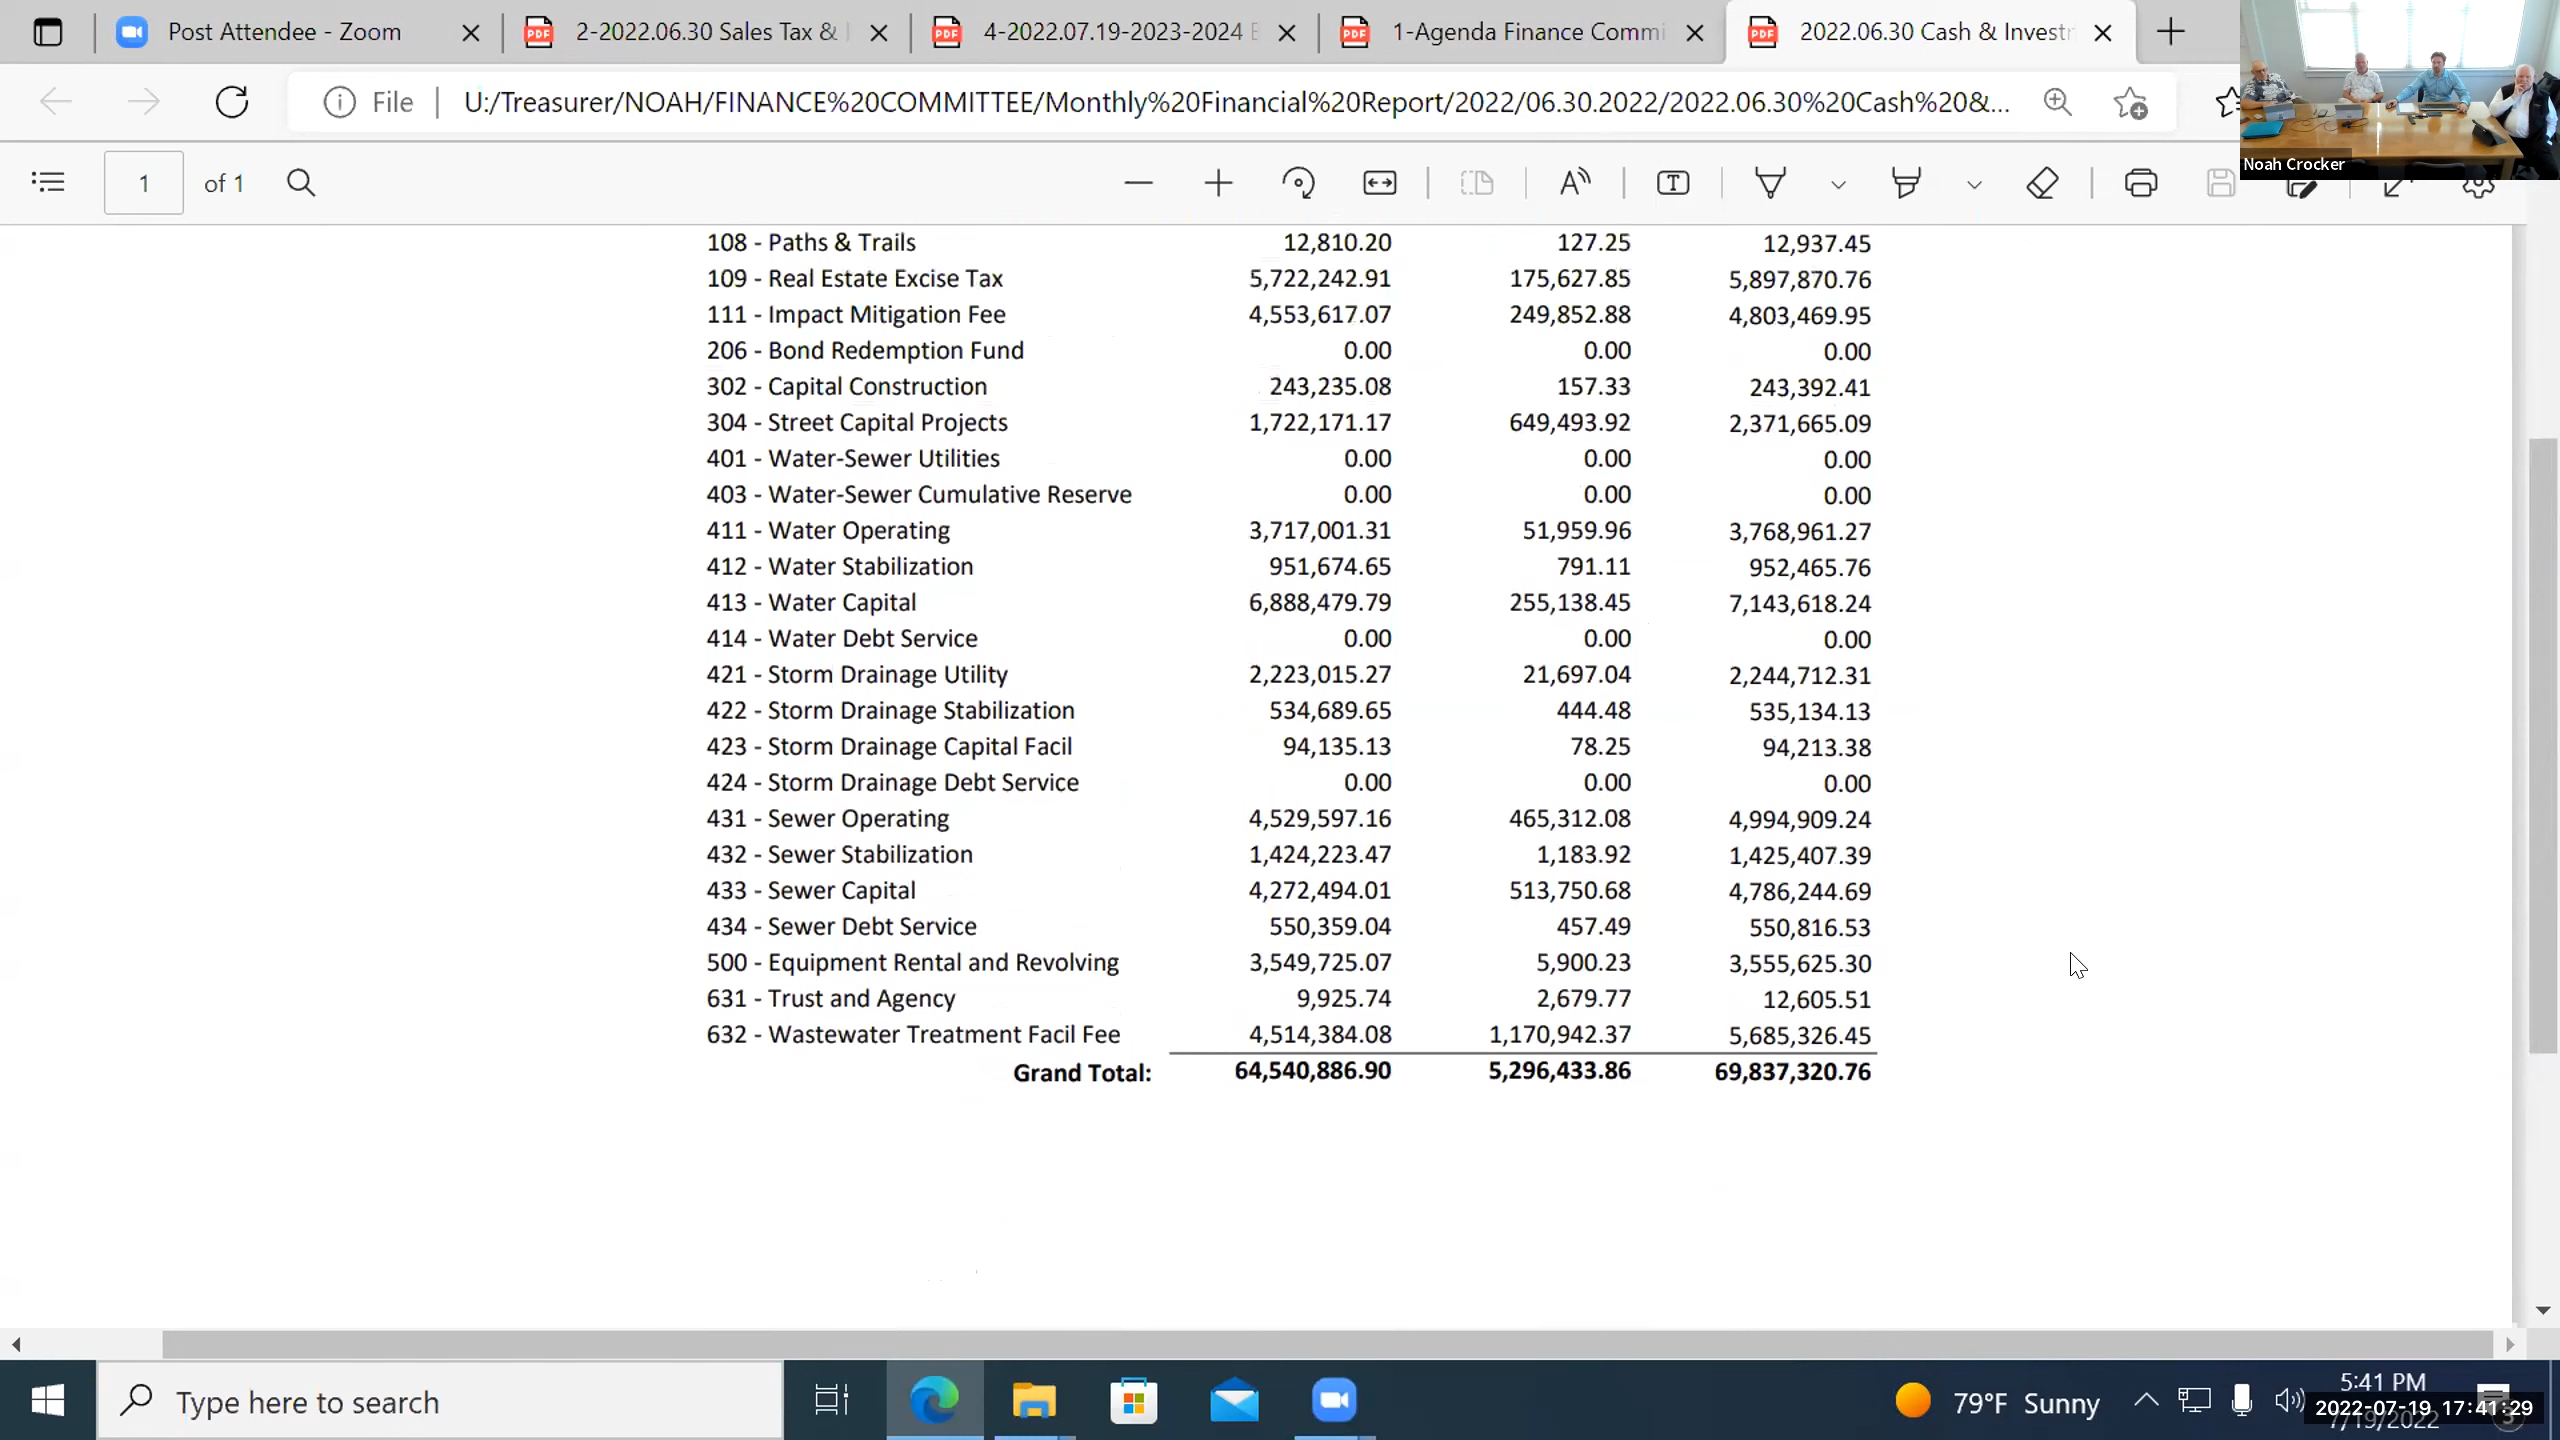 Post Attendee - Zoom
2-2022.06.30 Sales Tax &
4-2022.07.19-2023-2024
1-Agenda Finance Commi
2022.06.30 Cash & Invest
File
U:/Treasurer/NOAH/FINANCE%20COMMITTEE/Monthly%20Financial%20Report/2022/06.30.2022/2022.06.30%20Cash%20&...
Noah Crocker
1 of 1
108 - Paths & Trails 12,810.20 127.25 12,937.45
109 - Real Estate Excise Tax 5,722,242.91 175,627.85 5,897,870.76
111 - Impact Mitigation Fee 4,553,617.07 249,852.88 4,803,469.95
206 - Bond Redemption Fund 0.00 0.00 0.00
302 - Capital Construction 243,235.08 157.33 243,392.41
304 - Street Capital Projects 1,722,171.17 649,493.92 2,371,665.09
401 - Water-Sewer Utilities 0.00 0.00 0.00
403 - Water-Sewer Cumulative Reserve 0.00 0.00 0.00
411 - Water Operating 3,717,001.31 51,959.96 3,768,961.27
412 - Water Stabilization 951,674.65 791.11 952,465.76
413 - Water Capital 6,888,479.79 255,138.45 7,143,618.24
414 - Water Debt Service 0.00 0.00 0.00
421 - Storm Drainage Utility 2,223,015.27 21,697.04 2,244,712.31
422 - Storm Drainage Stabilization 534,689.65 444.48 535,134.13
423 - Storm Drainage Capital Facil 94,135.13 78.25 94,213.38
424 - Storm Drainage Debt Service 0.00 0.00 0.00
431 - Sewer Operating 4,529,597.16 465,312.08 4,994,909.24
432 - Sewer Stabilization 1,424,223.47 1,183.92 1,425,407.39
433 - Sewer Capital 4,272,494.01 513,750.68 4,786,244.69
434 - Sewer Debt Service 550,359.04 457.49 550,816.53
500 - Equipment Rental and Revolving 3,549,725.07 5,900.23 3,555,625.30
631 - Trust and Agency 9,925.74 2,679.77 12,605.51
632 - Wastewater Treatment Facil Fee 4,514,384.08 1,170,942.37 5,685,326.45
Grand Total: 64,540,886.90 5,296,433.86 69,837,320.76
Type here to search
79°F Sunny
5:41 PM
2022-07-19 17:41:29
7/19/2022